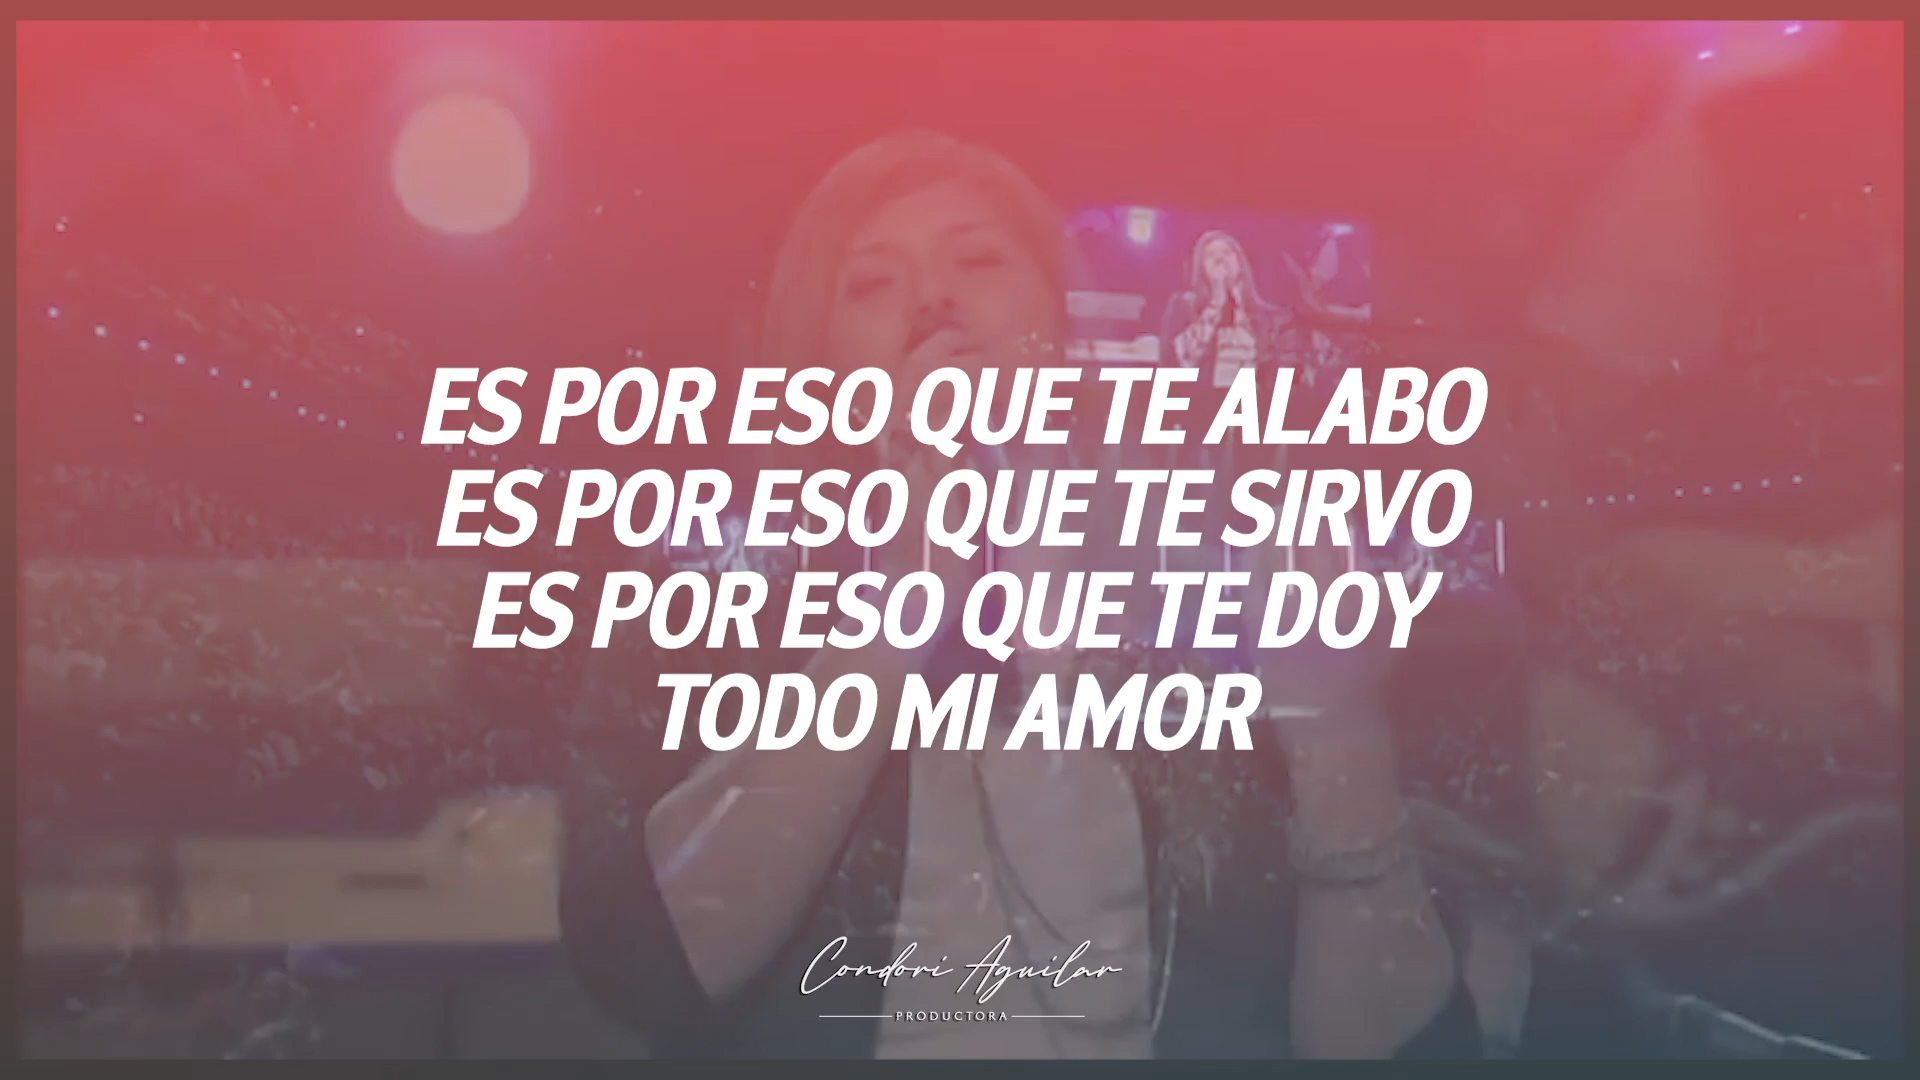 ES POR ESO QUE TE ALABO
ES POR ESO QUE TE SIRVO
ES POR ESO QUE TE DOY
TODO MI AMOR
Condori Aguilar
PRODUCTORA